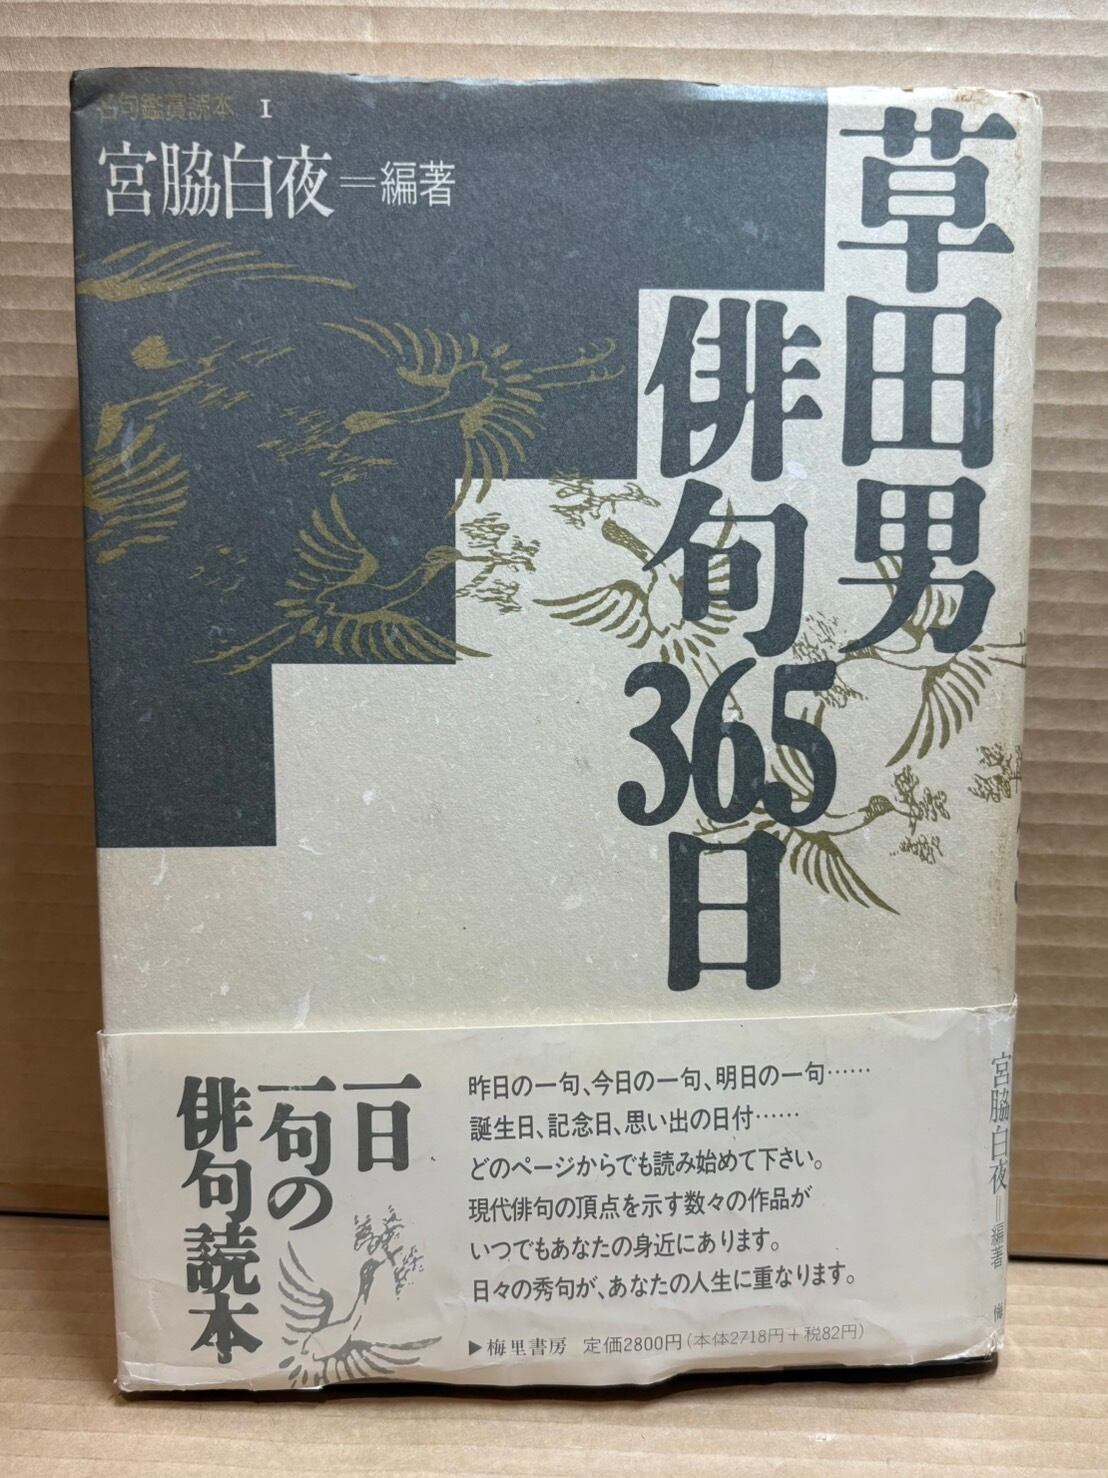 名句鑑賞読本 I
宮脇白夜=編著
草田男
俳句
365
日
一日
一句の
俳句読本
昨日の一句、今日の一句、明日の一句……
誕生日、記念日、思い出の日付……
どのページからでも読み始めて下さい。
現代俳句の頂点を示す数々の作品が
いつでもあなたの身近にあります。
日々の秀句が、あなたの人生に重なります。
▶梅里書房 定価2800円(本体2718円+税82円)
宮脇白夜=編著